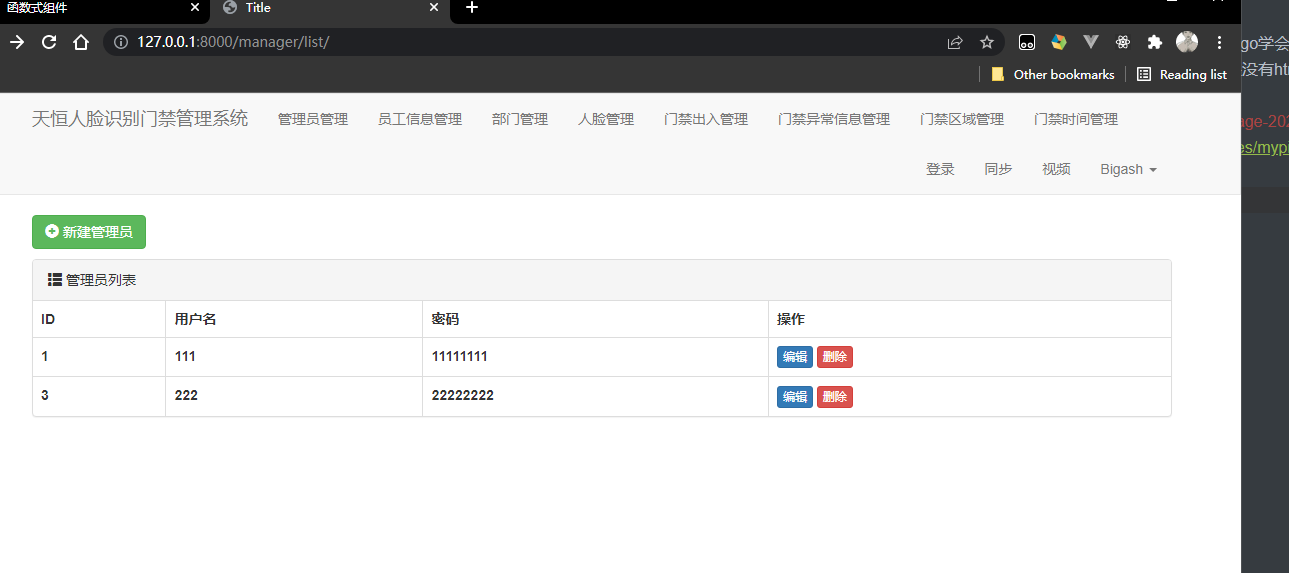 函数式组件
Title
127.0.0.1:8000/manager/list/
Other bookmarks
Reading list
天恒人脸识别门禁管理系统 管理员管理 员工信息管理 部门管理 人脸管理 门禁出入管理 门禁异常信息管理 门禁区域管理 门禁时间管理
登录 同步 视频 Bigash
新建管理员
管理员列表
ID 用户名 密码 操作
1 111 11111111 编辑 删除
3 222 22222222 编辑 删除
go学会
没有ht
age-202
es/myp